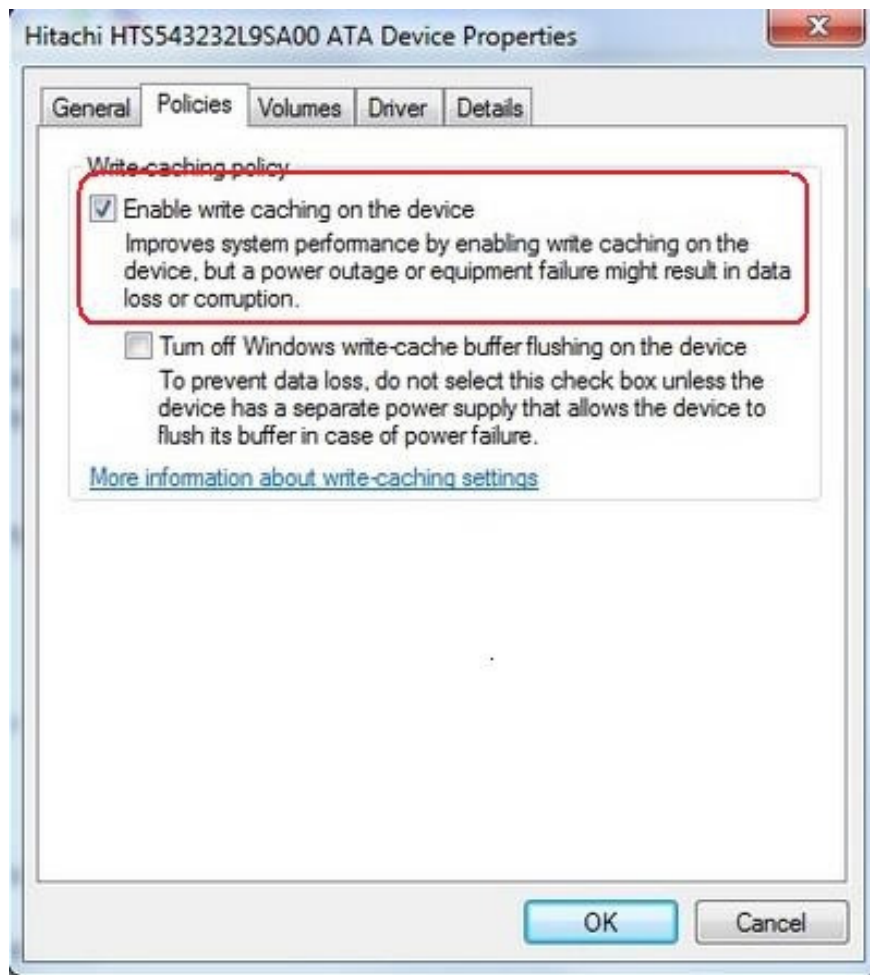 Hitachi HTS543232L9SA00 ATA Device Properties
General Policies Volumes Driver Details
Write-caching policy
Enable write caching on the device
Improves system performance by enabling write caching on the
device, but a power outage or equipment failure might result in data
loss or corruption.
Turn off Windows write-cache buffer flushing on the device
To prevent data loss, do not select this check box unless the
device has a separate power supply that allows the device to
flush its buffer in case of power failure.
More information about write-caching settings
OK Cancel